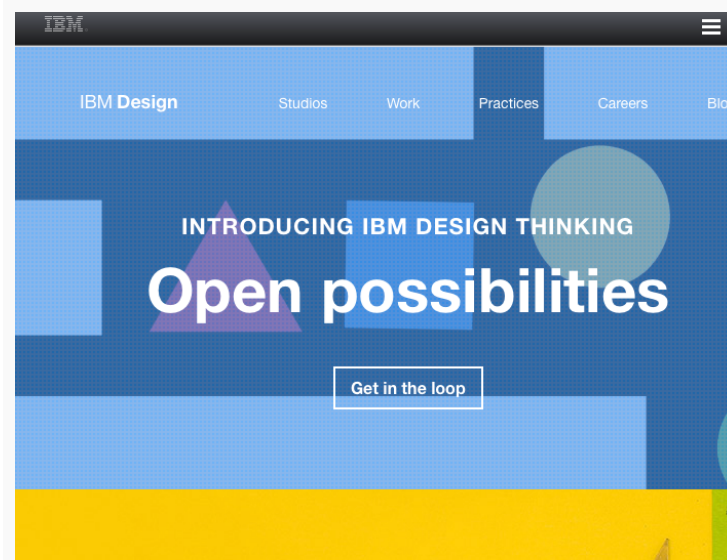 IBM
IBM Design Studios Work Practices Careers
INTRODUCING IBM DESIGN THINKING
Open possibilities
Get in the loop